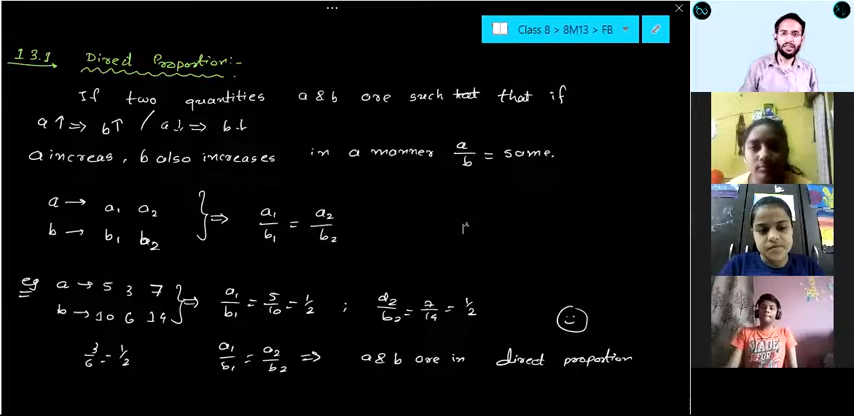 Class 8 > 8M13 > FB
13.1 Direct Proportion:-
If two quantities a & b are such that that if
a↑ ⇒ b↑ / a↓ ⇒ b↓
a increas, b also increases in a manner a/b = same.
a → a₁ a₂
b → b₁ b₂ } ⇒ a₁/b₁ = a₂/b₂
eg a → 5 3 7
b → 10 6 14 } ⇒ a₁/b₁ = 5/10 = 1/2 ; a₂/b₂ = 7/14 = 1/2
3/6 = 1/2 a₁/b₁ = a₂/b₂ ⇒ a & b are in direct proportion